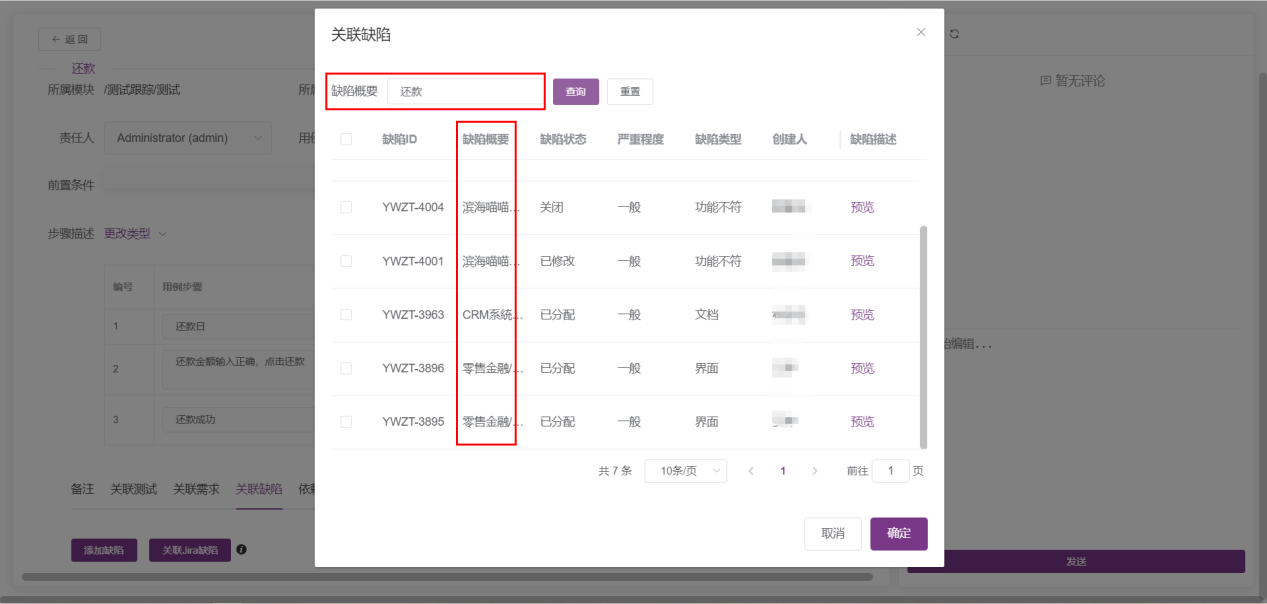 关联缺陷
缺陷概要 还款 查询 重置
缺陷ID 缺陷概要 缺陷状态 严重程度 缺陷类型 创建人 缺陷描述
YWZT-4004 滨海喵喵... 关闭 一般 功能不符 预览
YWZT-4001 滨海喵喵... 已修改 一般 功能不符 预览
YWZT-3963 CRM系统... 已分配 一般 文档 预览
YWZT-3896 零售金融/... 已分配 一般 界面 预览
YWZT-3895 零售金融/... 已分配 一般 界面 预览
共 7 条 10条/页 1 前往 1 页
取消 确定
← 返回
还款
所属模块 /测试跟踪/测试 所
责任人 Administrator (admin) 用
前置条件
步骤描述 更改类型
编号 用例步骤
1 还款日
2 还款金额输入正确，点击还款
3 还款成功
备注 关联测试 关联需求 关联缺陷 依
添加缺陷 关联Jira缺陷
暂无评论
编辑...
发送